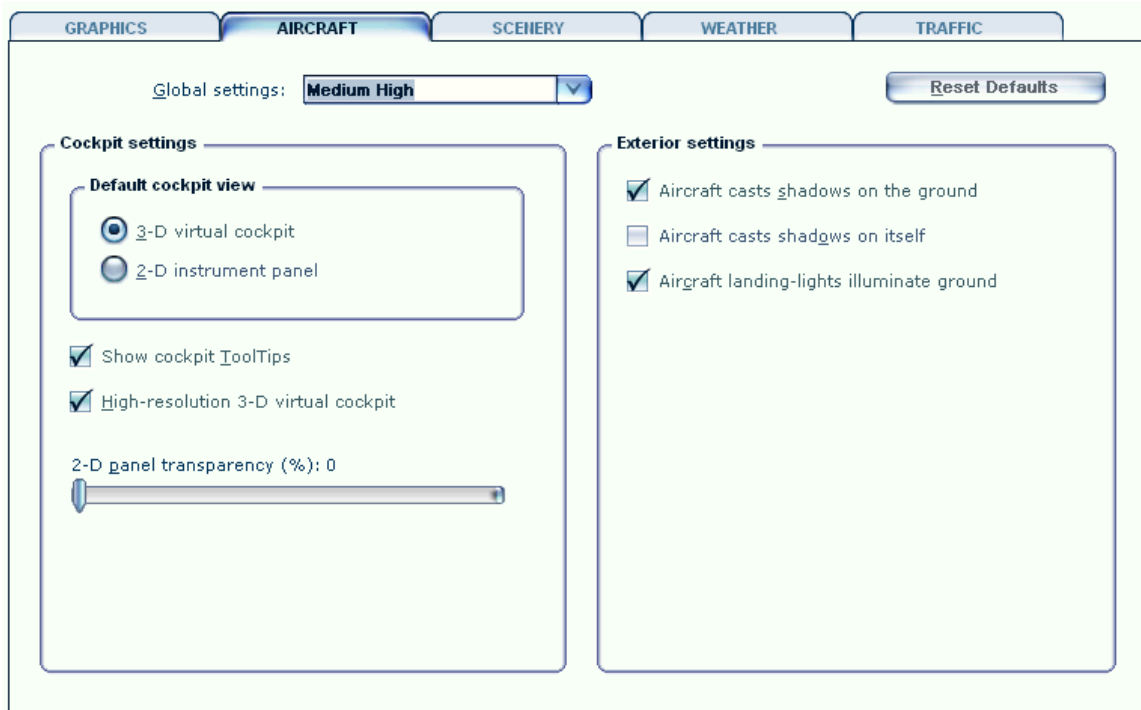 GRAPHICS AIRCRAFT SCENERY WEATHER TRAFFIC
Global settings: Medium High Reset Defaults
Cockpit settings
Default cockpit view
3-D virtual cockpit
2-D instrument panel
Show cockpit ToolTips
High-resolution 3-D virtual cockpit
2-D panel transparency (%): 0
Exterior settings
Aircraft casts shadows on the ground
Aircraft casts shadows on itself
Aircraft landing-lights illuminate ground